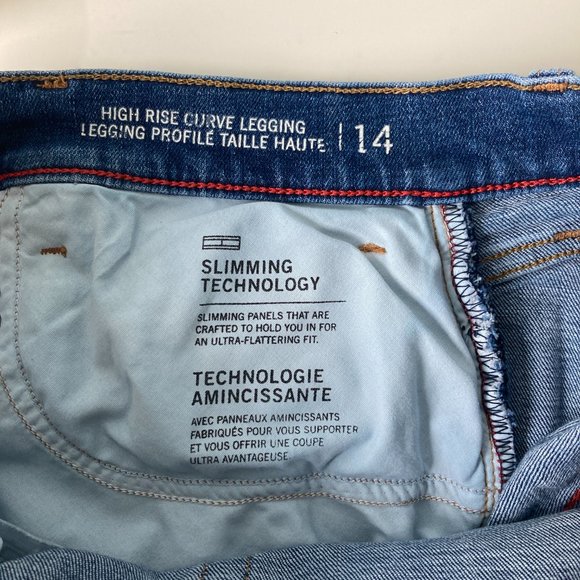 HIGH RISE CURVE LEGGING
LEGGING PROFILÉ TAILLE HAUTE
14
SLIMMING
TECHNOLOGY
SLIMMING PANELS THAT ARE
CRAFTED TO HOLD YOU IN FOR
AN ULTRA-FLATTERING FIT.
TECHNOLOGIE
AMINCISSANTE
AVEC PANNEAUX AMINCISSANTS
FABRIQUÉS POUR VOUS SUPPORTER
ET VOUS OFFRIR UNE COUPE
ULTRA AVANTAGEUSE.